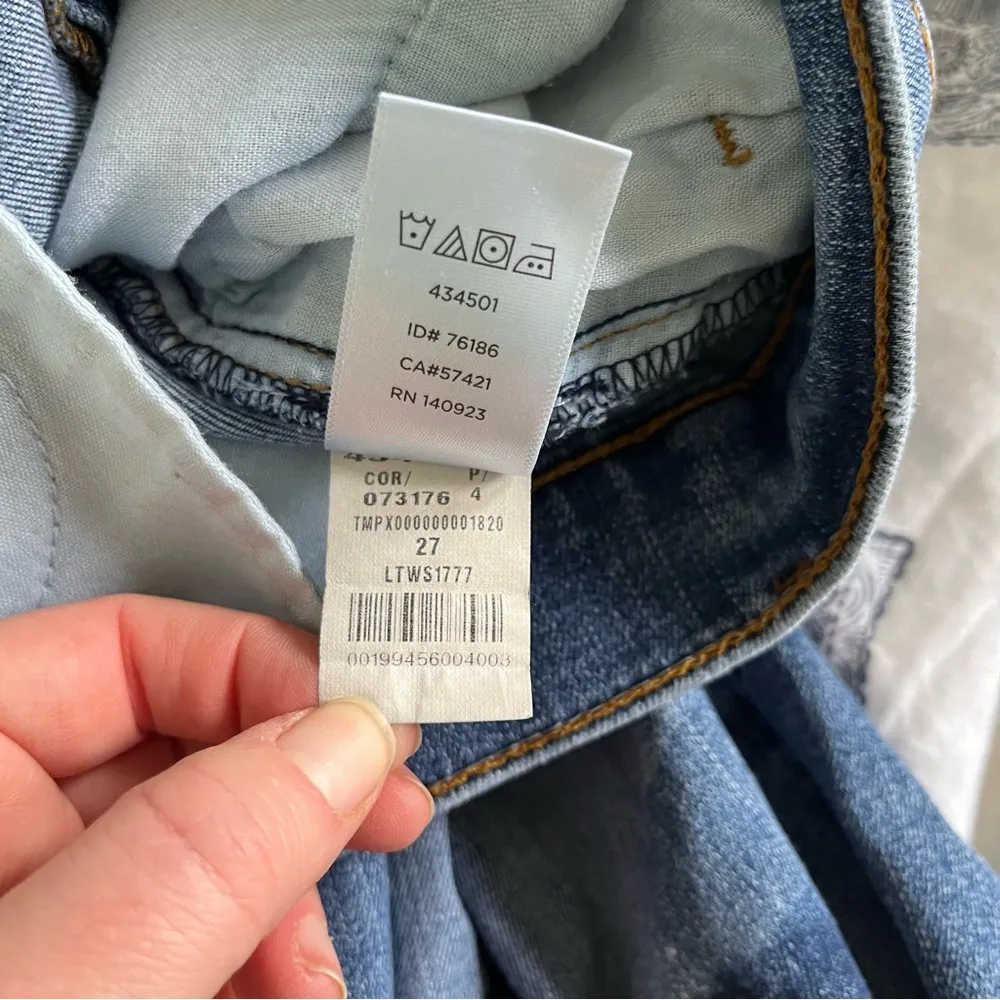 434501
ID# 76186
CA#57421
RN 140923
COR/ P/
073176 4
TMPX000000001820
27
LTWS1777
00199456004003